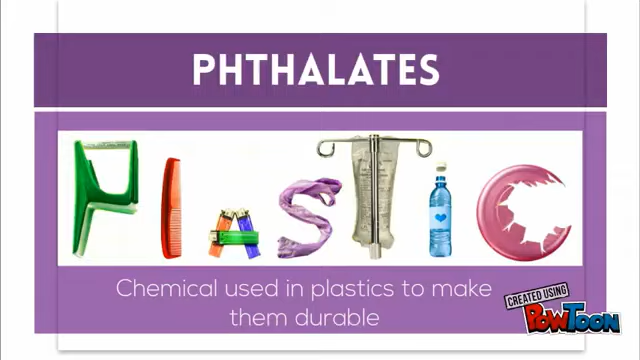 PHTHALATES
PlASTiC
Chemical used in plastics to make
them durable
CREATED USING
POWTOON